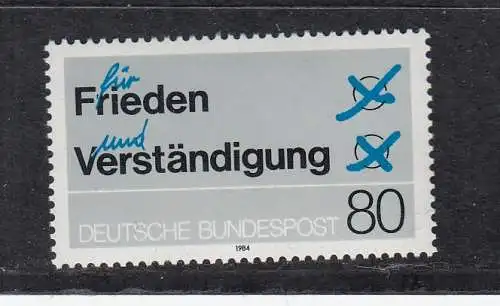 für
Frieden
und
Verständigung
DEUTSCHE BUNDESPOST 80
1984